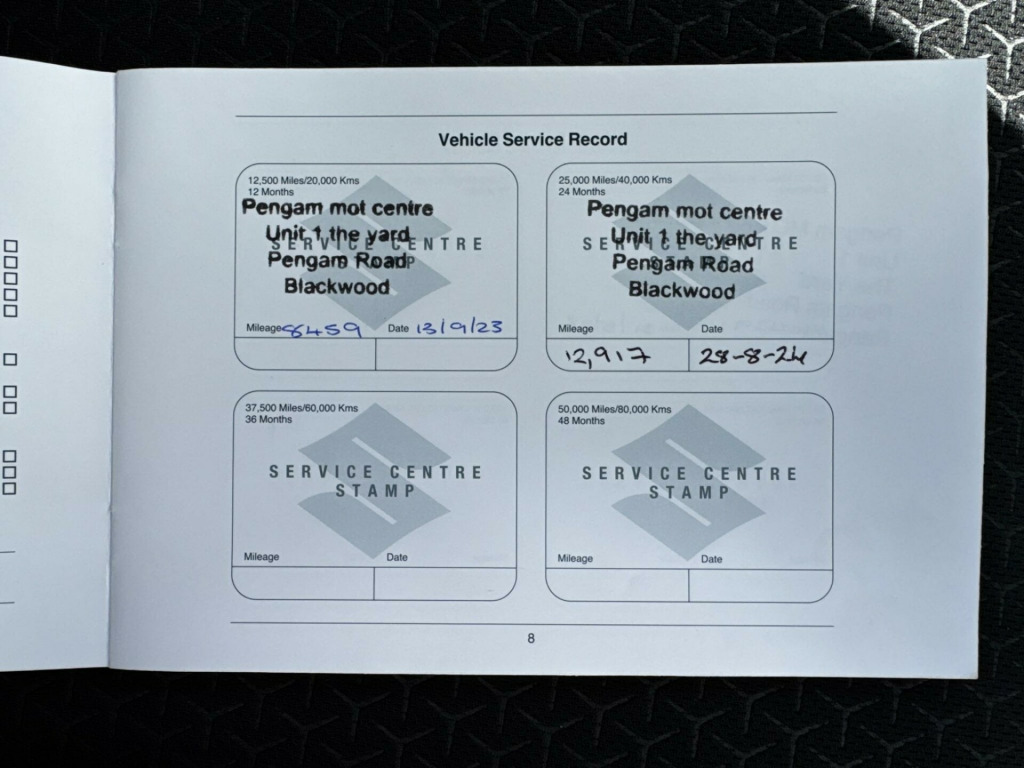 Vehicle Service Record
12,500 Miles/20,000 Kms
12 Months
Pengam mot centre
Unit 1 the yard
SERVICE CENTRE
Pengam Road
STAMP
Blackwood
Mileage 8459 Date 13/9/23
25,000 Miles/40,000 Kms
24 Months
Pengam mot centre
Unit 1 the yard
SERVICE CENTRE
Pengam Road
STAMP
Blackwood
Mileage Date
12,917 28-8-24
37,500 Miles/60,000 Kms
36 Months
SERVICE CENTRE
STAMP
Mileage Date
50,000 Miles/80,000 Kms
48 Months
SERVICE CENTRE
STAMP
Mileage Date
8